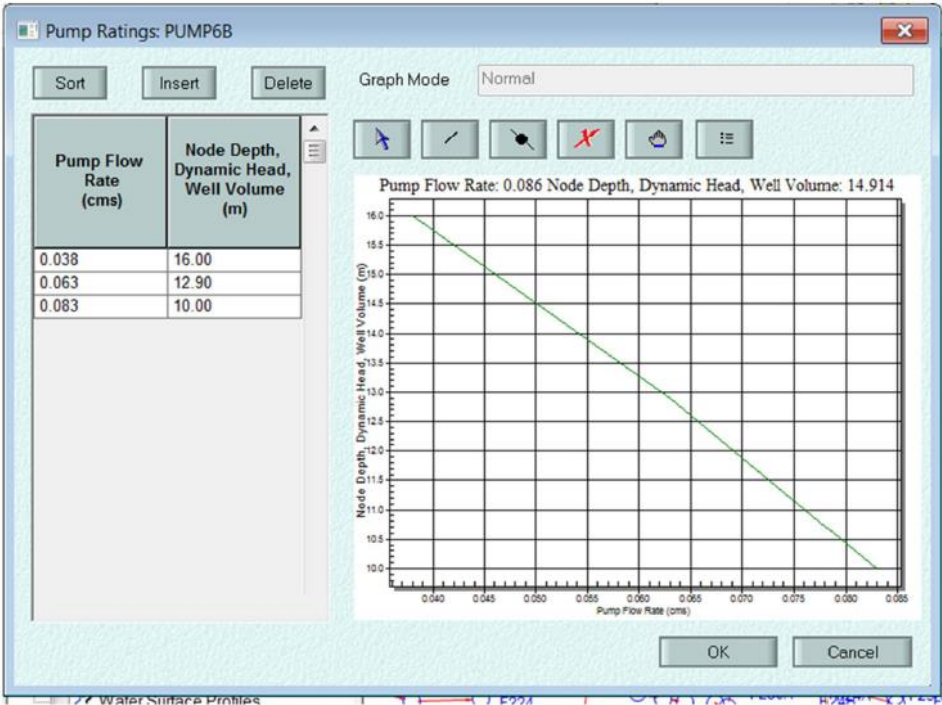 Pump Ratings: PUMP6B
Sort Insert Delete
Graph Mode Normal
Pump Flow Rate (cms)
Node Depth, Dynamic Head, Well Volume (m)
0.038 16.00
0.063 12.90
0.083 10.00
Pump Flow Rate: 0.086 Node Depth, Dynamic Head, Well Volume: 14.914
Node Depth, Dynamic Head, Well Volume (m)
16.0
15.5
15.0
14.5
14.0
13.5
13.0
12.5
12.0
11.5
11.0
10.5
10.0
0.040 0.045 0.050 0.055 0.060 0.065 0.070 0.075 0.080 0.085
Pump Flow Rate (cms)
OK Cancel
Water Surface Profiles
F224